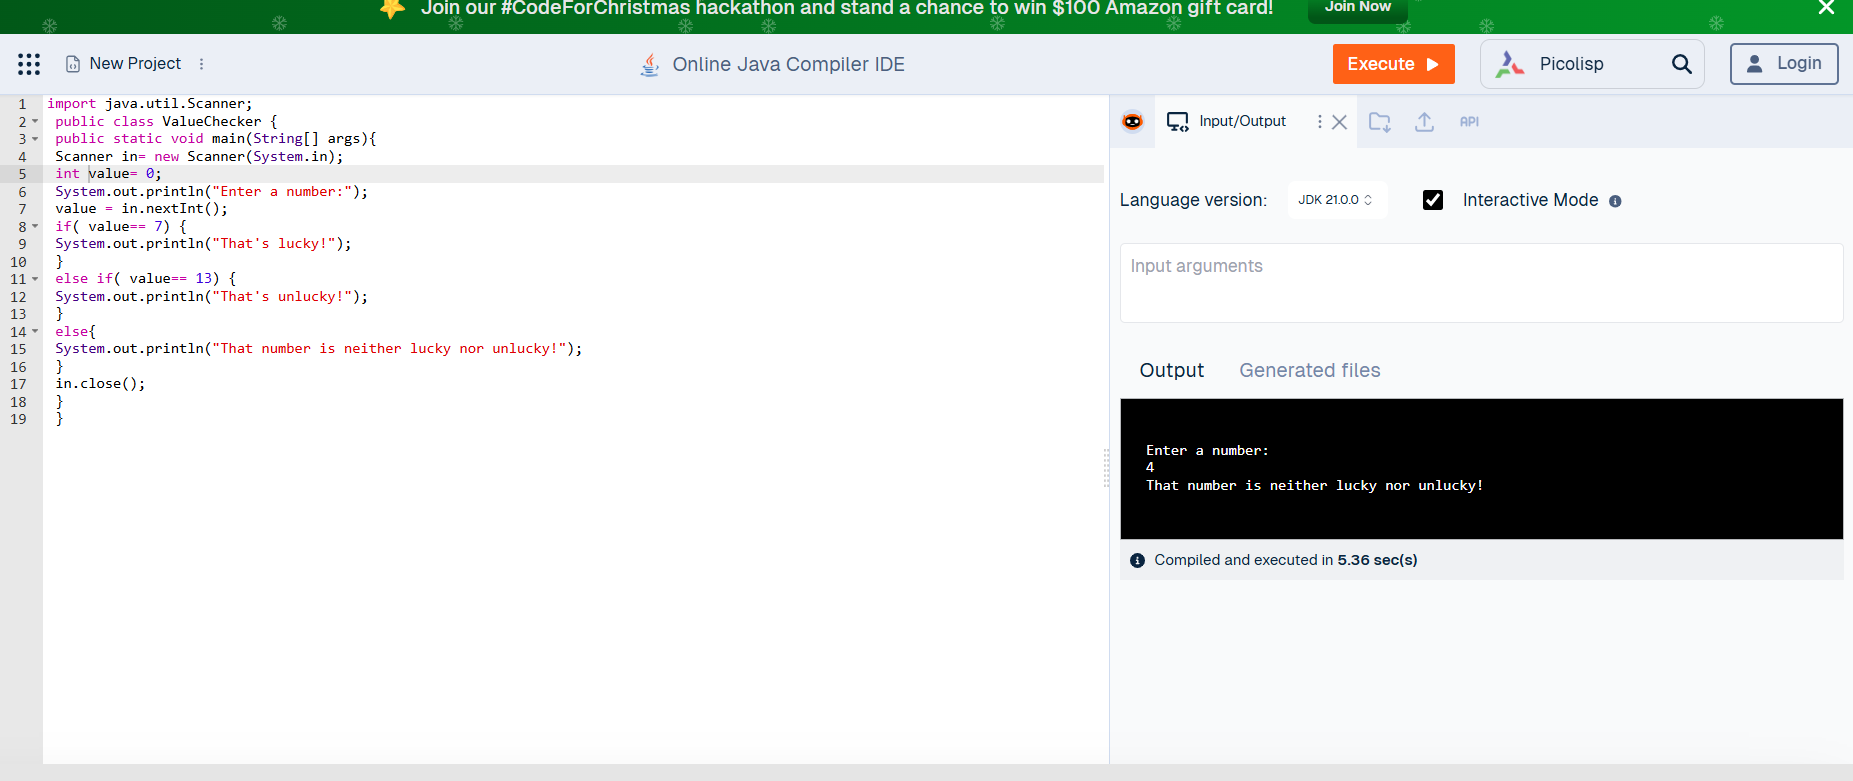 Join our #CodeForChristmas hackathon and stand a chance to win $100 Amazon gift card! Join Now
New Project
Online Java Compiler IDE
Execute
Picolisp
Login
1 import java.util.Scanner;
2 public class ValueChecker {
3 public static void main(String[] args){
4 Scanner in= new Scanner(System.in);
5 int value= 0;
6 System.out.println("Enter a number:");
7 value = in.nextInt();
8 if( value== 7) {
9 System.out.println("That's lucky!");
10 }
11 else if( value== 13) {
12 System.out.println("That's unlucky!");
13 }
14 else{
15 System.out.println("That number is neither lucky nor unlucky!");
16 }
17 in.close();
18 }
19 }
Input/Output
API
Language version: JDK 21.0.0 Interactive Mode
Input arguments
Output Generated files
Enter a number:
4
That number is neither lucky nor unlucky!
Compiled and executed in 5.36 sec(s)